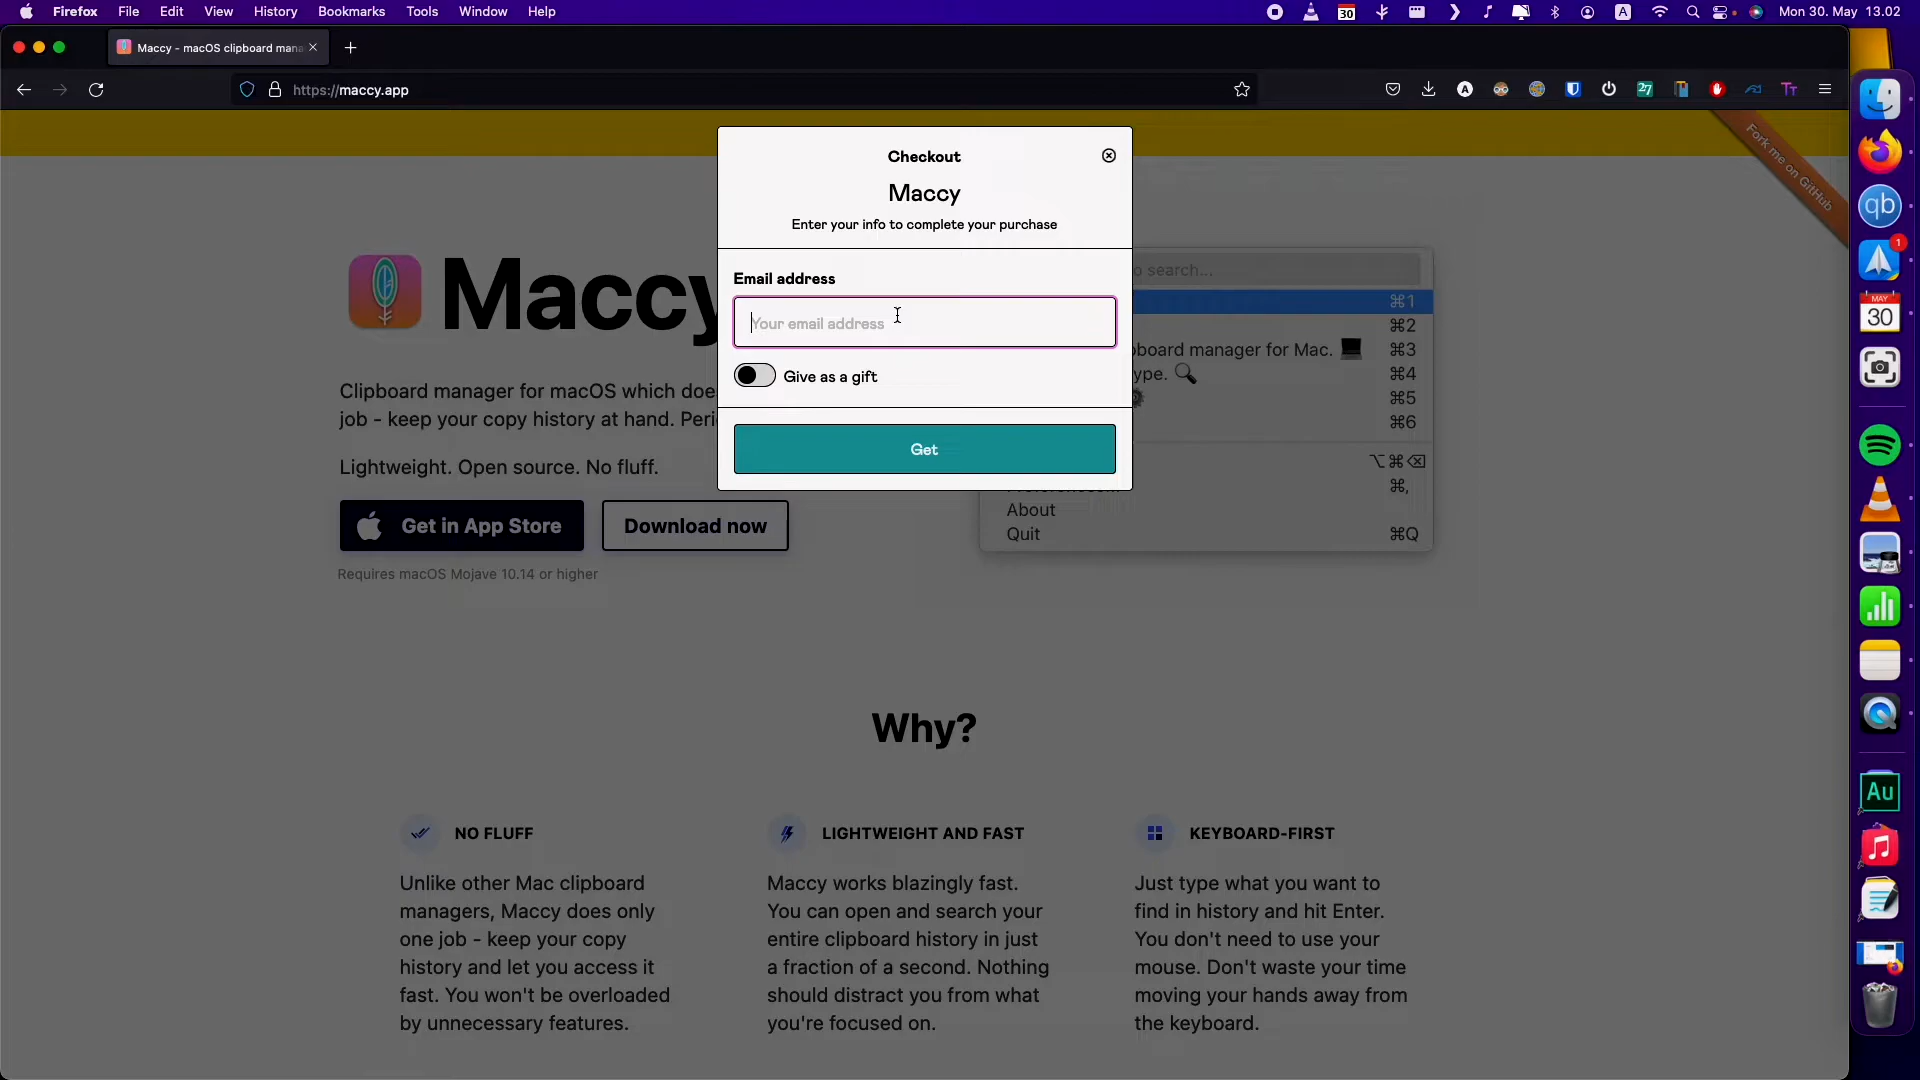 Firefox File Edit View History Bookmarks Tools Window Help
30
A
Mon 30. May 13.02
Maccy - macOS clipboard mana
https://maccy.app
A
27
Tt
Fork me on GitHub
Checkout
Maccy
Enter your info to complete your purchase
Email address
Your email address
Give as a gift
Get
Maccy
Clipboard manager for macOS which doe
job - keep your copy history at hand. Peri
Lightweight. Open source. No fluff.
Get in App Store
Download now
Requires macOS Mojave 10.14 or higher
o search...
⌘1
⌘2
pboard manager for Mac. ⌘3
ype. ⌘4
⌘5
⌘6
⌥⌘⌫
⌘,
About
Quit ⌘Q
Why?
NO FLUFF
Unlike other Mac clipboard
managers, Maccy does only
one job - keep your copy
history and let you access it
fast. You won't be overloaded
by unnecessary features.
LIGHTWEIGHT AND FAST
Maccy works blazingly fast.
You can open and search your
entire clipboard history in just
a fraction of a second. Nothing
should distract you from what
you're focused on.
KEYBOARD-FIRST
Just type what you want to
find in history and hit Enter.
You don't need to use your
mouse. Don't waste your time
moving your hands away from
the keyboard.
qb
1
MAY
30
Au